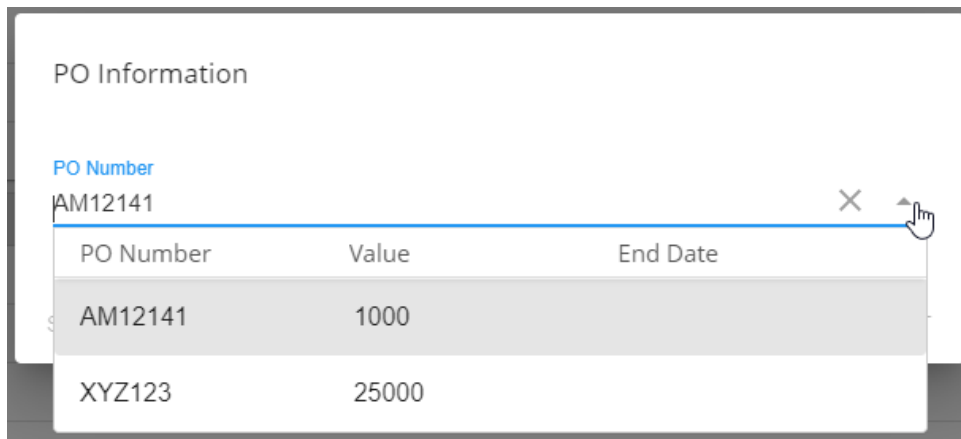 PO Information
PO Number
AM12141
PO Number Value End Date
AM12141 1000
XYZ123 25000